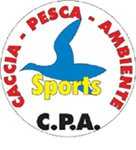 CACCIA - PESCA - AMBIENTE
Sports
C.P.A.